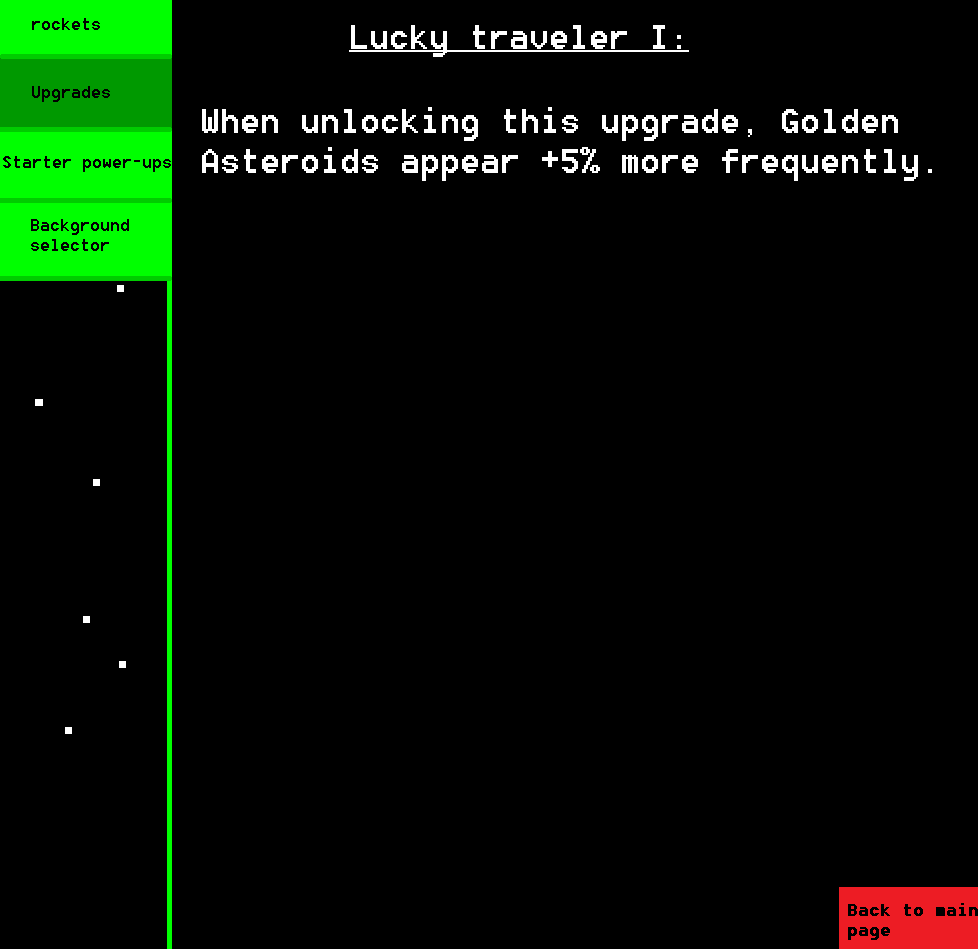 rockets
Upgrades
Starter power-ups
Background
selector
Lucky traveler I:
When unlocking this upgrade, Golden
Asteroids appear +5% more frequently.
Back to main
page